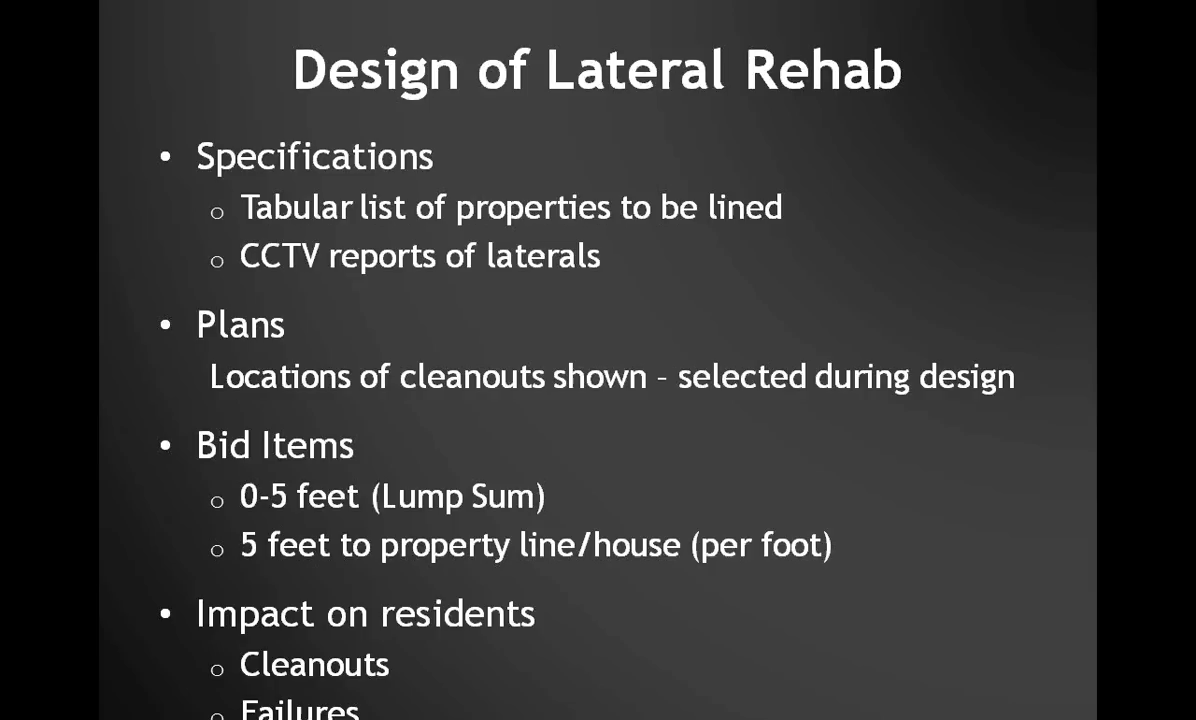 Design of Lateral Rehab
• Specifications
o Tabular list of properties to be lined
o CCTV reports of laterals
• Plans
Locations of cleanouts shown – selected during design
• Bid Items
o 0-5 feet (Lump Sum)
o 5 feet to property line/house (per foot)
• Impact on residents
o Cleanouts
o Failures